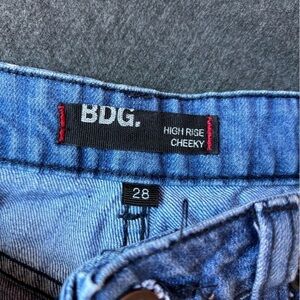 BDG.
HIGH RISE
CHEEKY
28